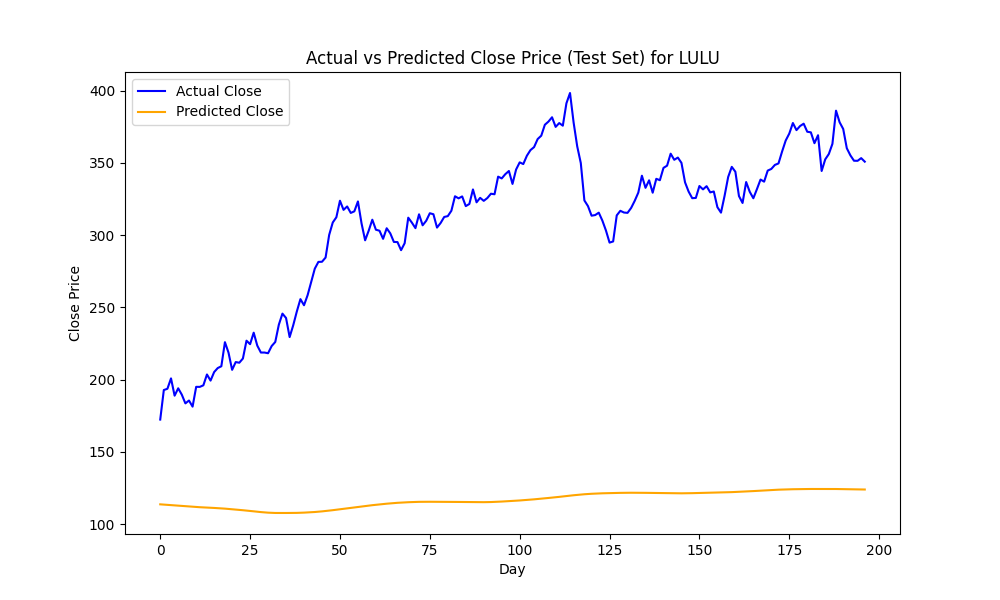 Actual vs Predicted Close Price (Test Set) for LULU
Actual Close
Predicted Close
400
350
300
250
200
150
100
Close Price
0 25 50 75 100 125 150 175 200
Day